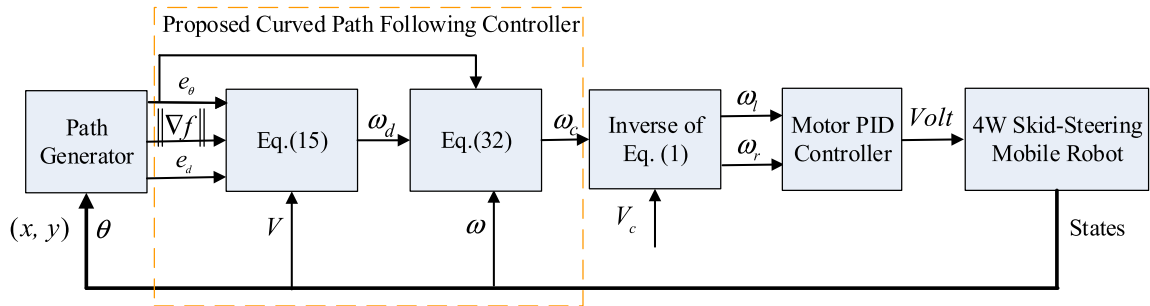 Proposed Curved Path Following Controller
e_θ
‖∇f‖
e_d
Path
Generator
Eq.(15)
ω_d
Eq.(32)
ω_c
Inverse of
Eq. (1)
ω_l
ω_r
Motor PID
Controller
Volt
4W Skid-Steering
Mobile Robot
(x, y)
θ
V
ω
V_c
States